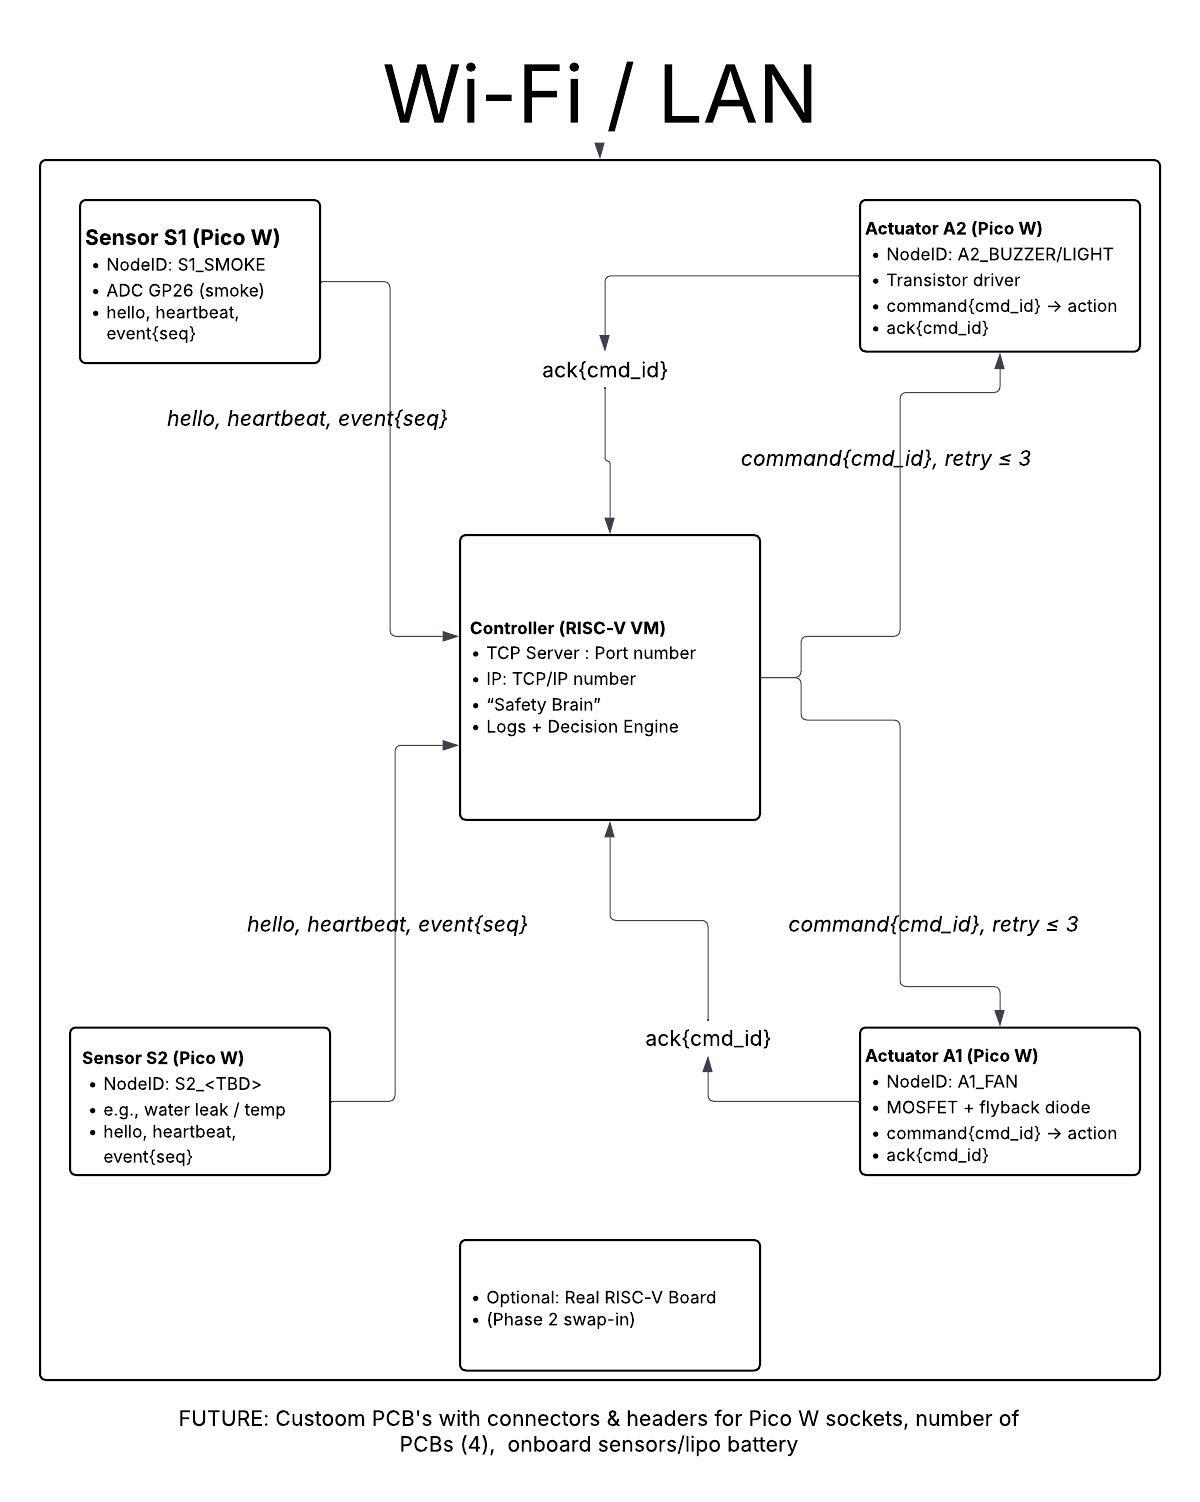 Wi-Fi / LAN
Sensor S1 (Pico W)
• NodeID: S1_SMOKE
• ADC GP26 (smoke)
• hello, heartbeat,
event{seq}
Actuator A2 (Pico W)
• NodeID: A2_BUZZER/LIGHT
• Transistor driver
• command{cmd_id} → action
• ack{cmd_id}
ack{cmd_id}
hello, heartbeat, event{seq}
command{cmd_id}, retry ≤ 3
Controller (RISC-V VM)
• TCP Server : Port number
• IP: TCP/IP number
• “Safety Brain”
• Logs + Decision Engine
hello, heartbeat, event{seq}
command{cmd_id}, retry ≤ 3
ack{cmd_id}
Sensor S2 (Pico W)
• NodeID: S2_<TBD>
• e.g., water leak / temp
• hello, heartbeat,
event{seq}
Actuator A1 (Pico W)
• NodeID: A1_FAN
• MOSFET + flyback diode
• command{cmd_id} → action
• ack{cmd_id}
• Optional: Real RISC-V Board
• (Phase 2 swap-in)
FUTURE: Custoom PCB's with connectors & headers for Pico W sockets, number of
PCBs (4),  onboard sensors/lipo battery